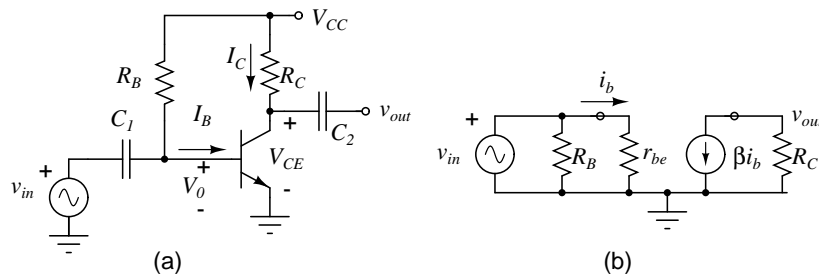 V_CC
I_C
R_B
R_C
C_1
I_B
v_out
C_2
V_CE
v_in
V_0
+
-
+
-
+
(a)
i_b
+
v_in
R_B
r_be
βi_b
v_out
R_C
(b)